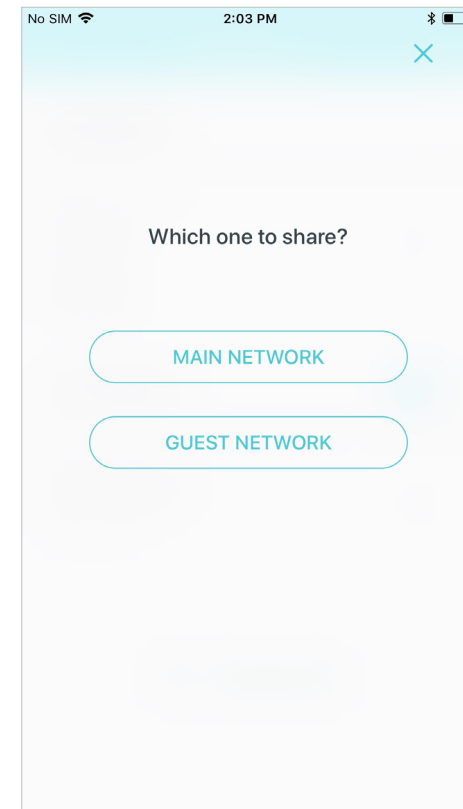 No SIM 2:03 PM
Which one to share?
MAIN NETWORK
GUEST NETWORK